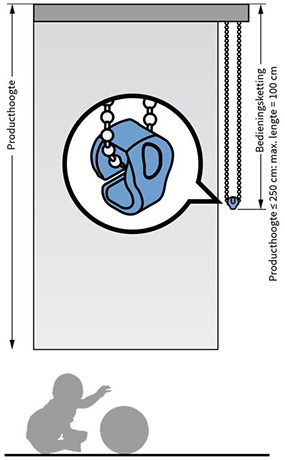 Producthoogte
Bedieningsketting
Producthoogte ≤ 250 cm: max. lengte = 100 cm